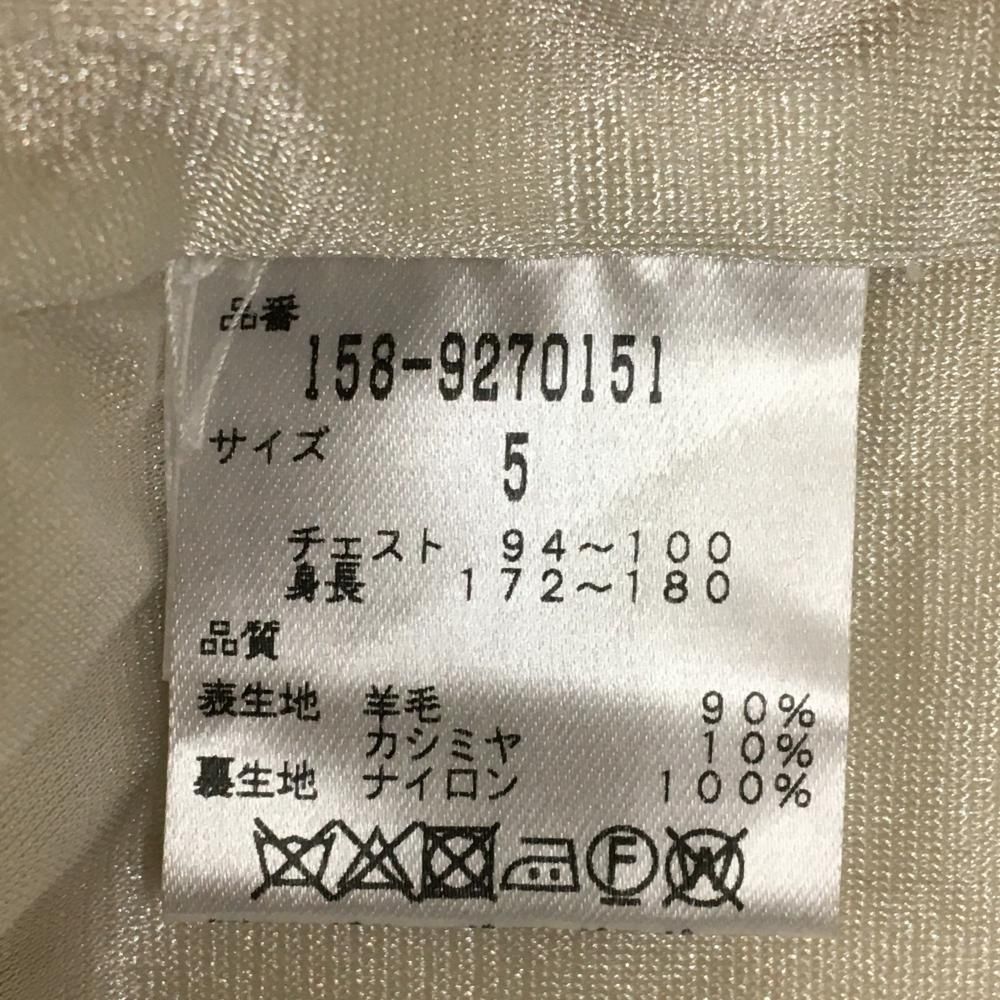 品番
158-9270151
サイズ 5
チェスト 94～100
身長 172～180
品質
表生地 羊毛 90%
カシミヤ 10%
裏生地 ナイロン 100%
F W